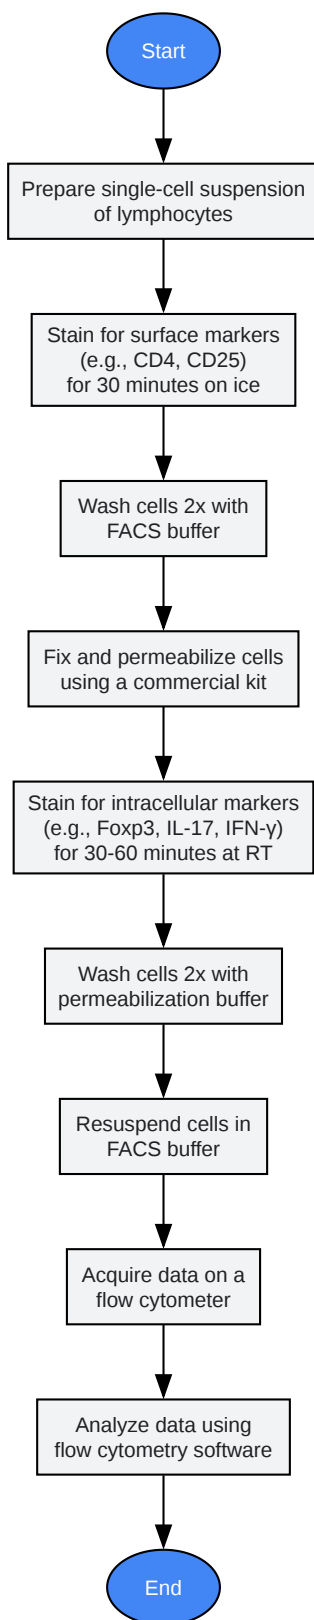 Start
Prepare single-cell suspension
of lymphocytes
Stain for surface markers
(e.g., CD4, CD25)
for 30 minutes on ice
Wash cells 2x with
FACS buffer
Fix and permeabilize cells
using a commercial kit
Stain for intracellular markers
(e.g., Foxp3, IL-17, IFN-γ)
for 30-60 minutes at RT
Wash cells 2x with
permeabilization buffer
Resuspend cells in
FACS buffer
Acquire data on a
flow cytometer
Analyze data using
flow cytometry software
End